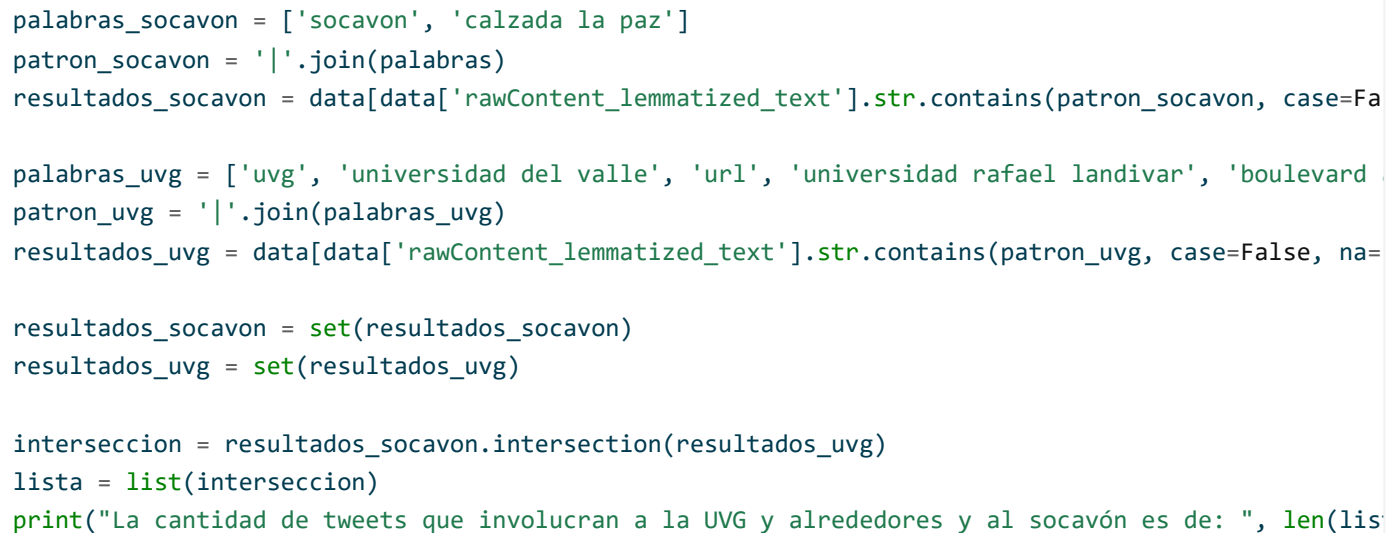 palabras_socavon = ['socavon', 'calzada la paz']
patron_socavon = '|'.join(palabras)
resultados_socavon = data[data['rawContent_lemmatized_text'].str.contains(patron_socavon, case=Fa
palabras_uvg = ['uvg', 'universidad del valle', 'url', 'universidad rafael landivar', 'boulevard
patron_uvg = '|'.join(palabras_uvg)
resultados_uvg = data[data['rawContent_lemmatized_text'].str.contains(patron_uvg, case=False, na=
resultados_socavon = set(resultados_socavon)
resultados_uvg = set(resultados_uvg)
interseccion = resultados_socavon.intersection(resultados_uvg)
lista = list(interseccion)
print("La cantidad de tweets que involucran a la UVG y alrededores y al socavón es de: ", len(lis